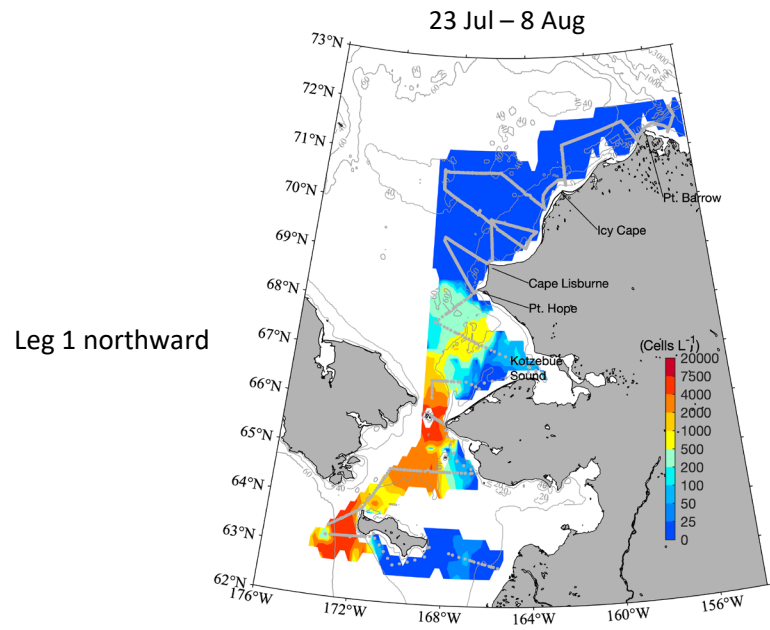 23 Jul – 8 Aug
73°N
72°N
71°N
70°N
69°N
68°N
67°N
66°N
65°N
64°N
63°N
62°N
176°W
172°W
168°W
164°W
160°W
156°W
Pt. Barrow
Icy Cape
Cape Lisburne
Pt. Hope
Kotzebue
Sound
Leg 1 northward
(Cells L⁻¹)
20000
7500
4000
2000
1000
500
200
100
50
25
0